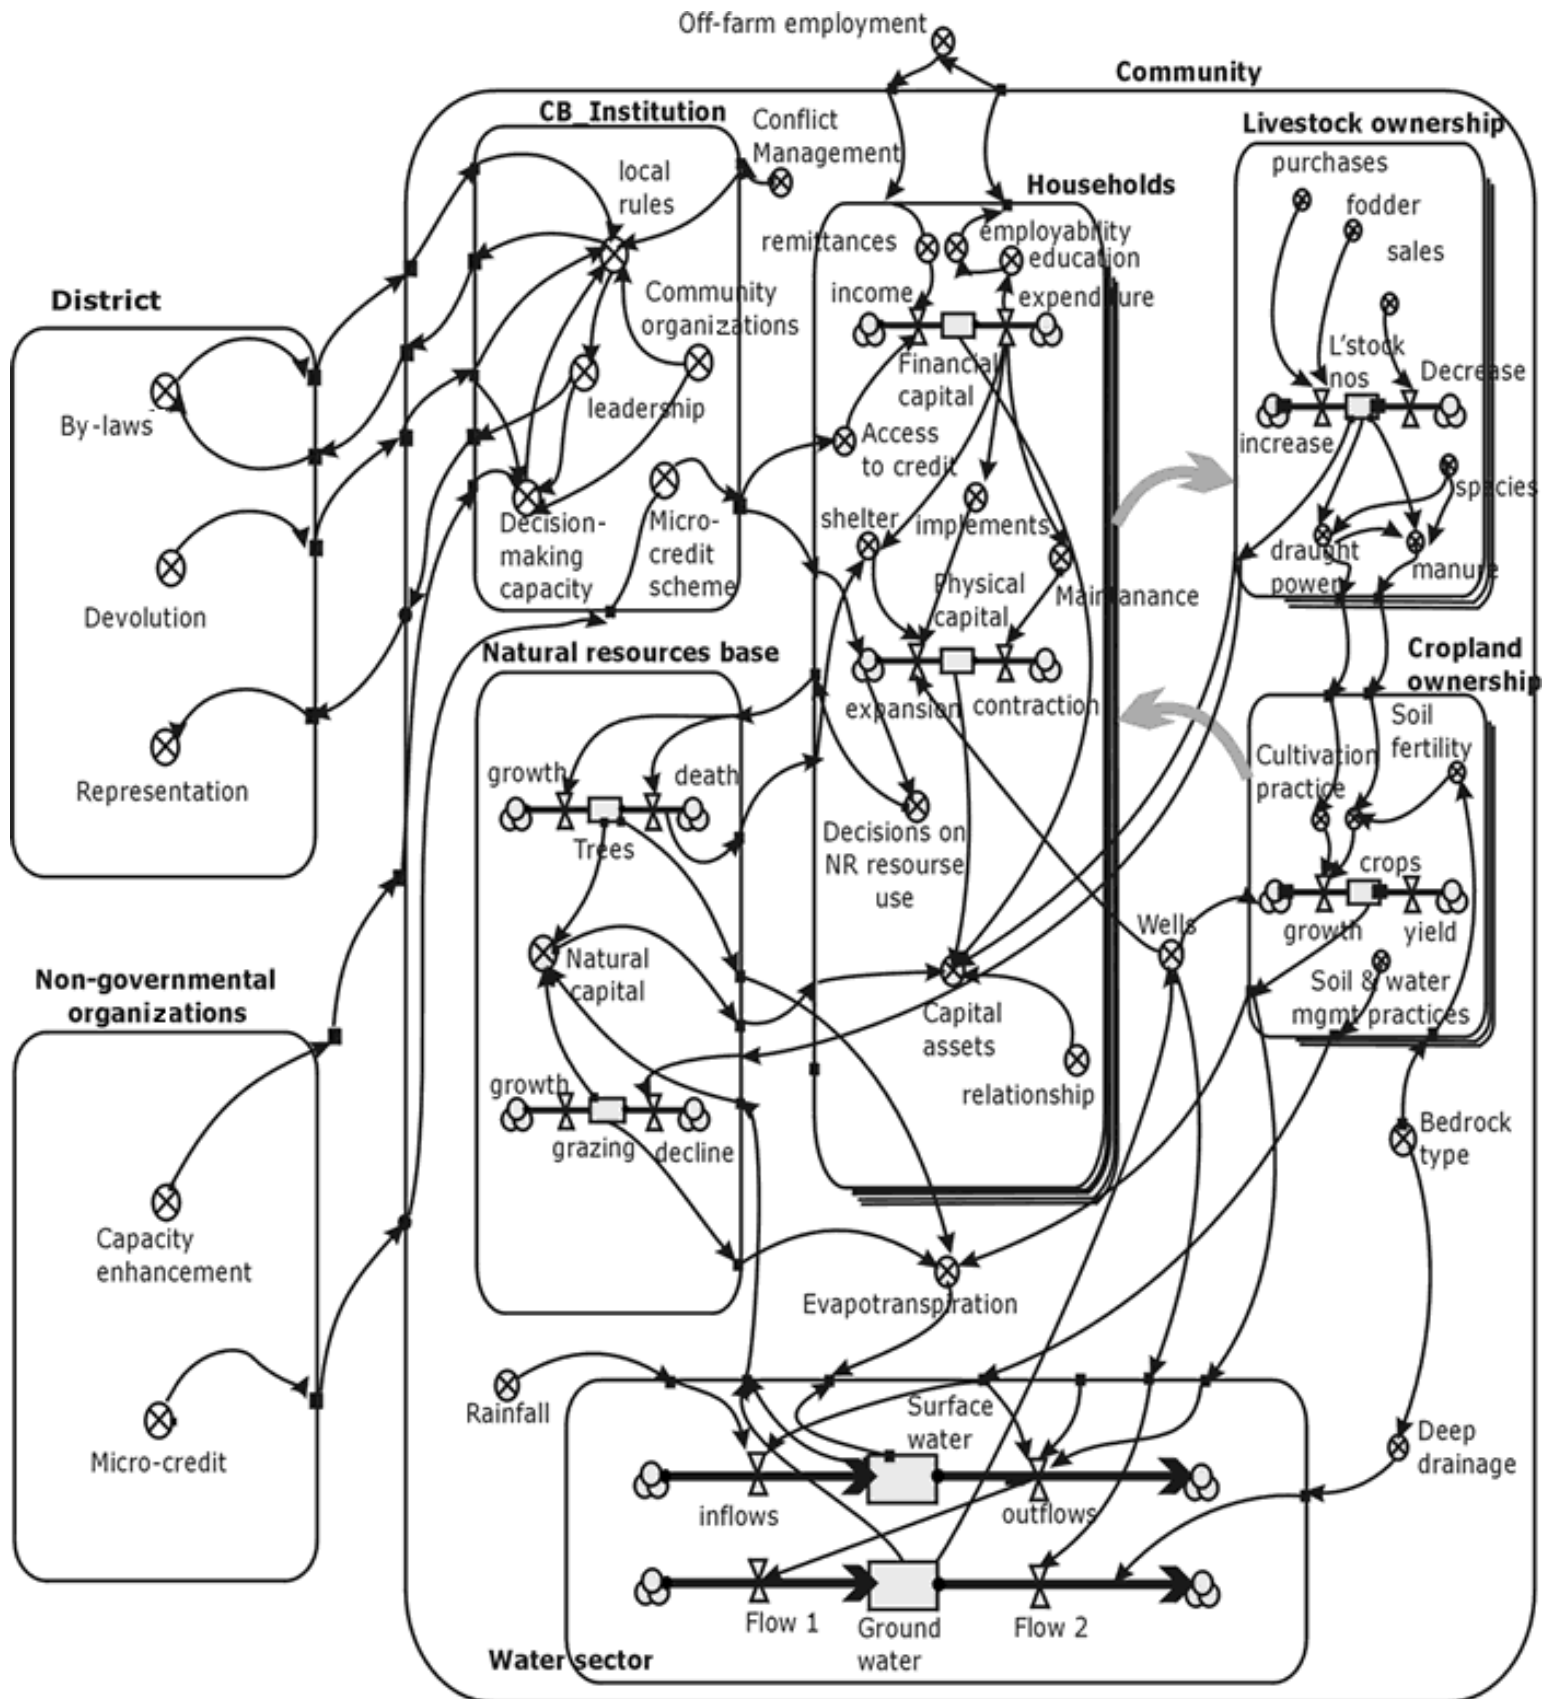 Off-farm employment
Community
CB_Institution
Conflict
Management
Livestock ownership
purchases
local
rules
Households
fodder
sales
remittances
employability
education
District
Community
organizations
income
expenditure
L'stock
nos
Decrease
Financial
capital
By-laws
leadership
Access
to credit
increase
species
Decision-
making
capacity
Micro-
credit
scheme
shelter
implements
draught
power
manure
Devolution
Physical
capital
Maintanance
Natural resources base
Cropland
ownership
expansion
contraction
Soil
fertility
Cultivation
practice
Representation
growth
death
Trees
Decisions on
NR resourse
use
crops
Wells
growth
yield
Non-governmental
organizations
Natural
capital
Soil & water
mgmt practices
Capital
assets
growth
relationship
grazing
decline
Bedrock
type
Capacity
enhancement
Evapotranspiration
Rainfall
Surface
water
Deep
drainage
Micro-credit
inflows
outflows
Flow 1
Ground
water
Flow 2
Water sector